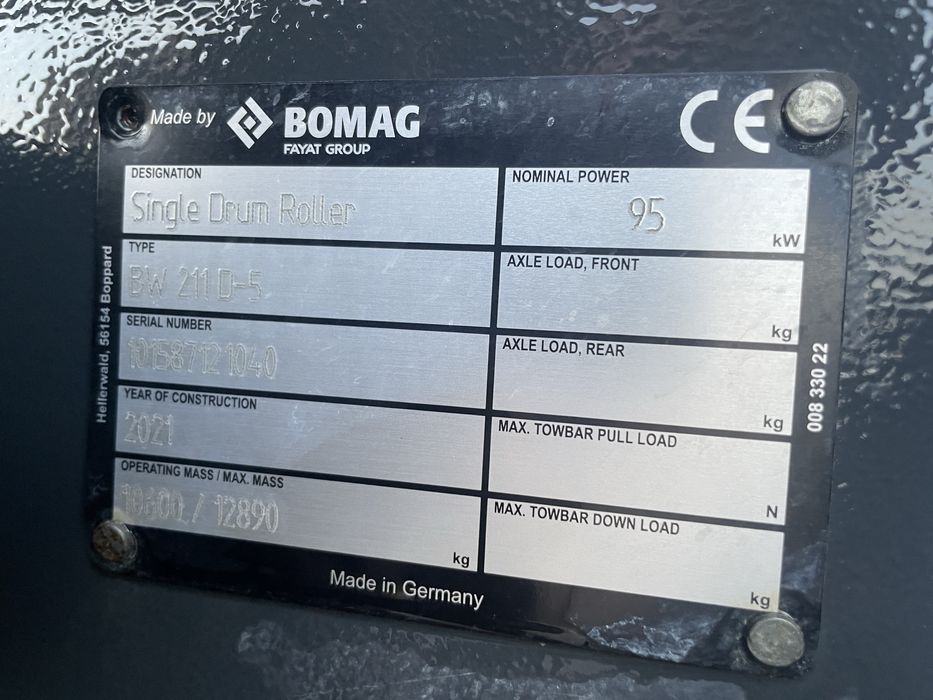 Made by BOMAG
FAYAT GROUP
CE
DESIGNATION
Single Drum Roller
TYPE
BW 211 D-5
SERIAL NUMBER
101587121040
YEAR OF CONSTRUCTION
2021
OPERATING MASS / MAX. MASS
/ 12890
kg
NOMINAL POWER
95
kW
AXLE LOAD, FRONT
kg
AXLE LOAD, REAR
kg
MAX. TOWBAR PULL LOAD
N
MAX. TOWBAR DOWN LOAD
kg
Hellerwald, 56154 Boppard
008 330 22
Made in Germany